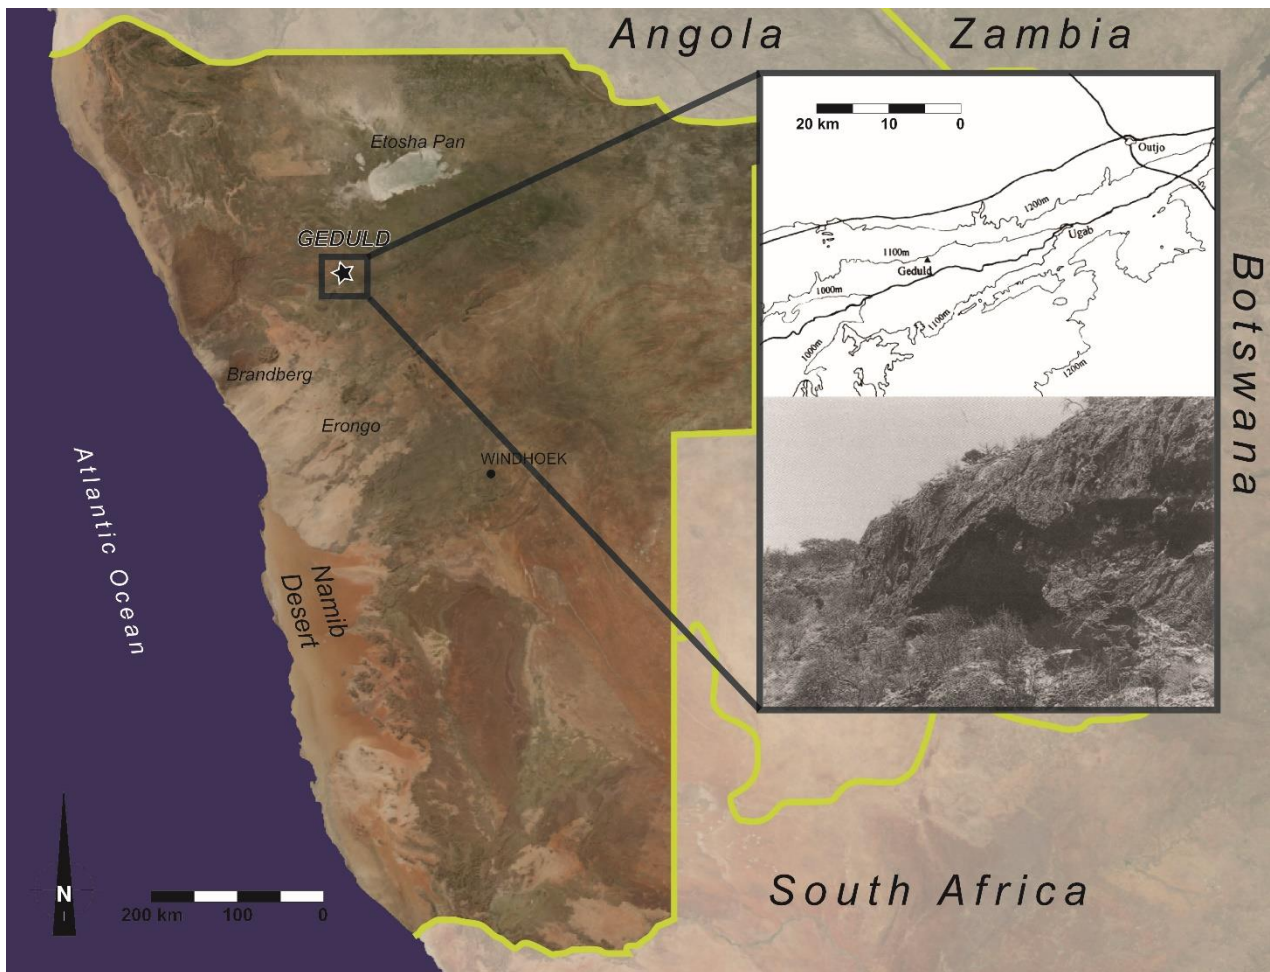 Angola
Zambia
Etosha Pan
GEDULD
Brandberg
Erongo
WINDHOEK
Atlantic Ocean
Namib
Desert
N
200 km 100 0
20 km 10 0
Outjo
1200m
Ugab
1100m
Geduld
1000m
1100m
1000m
1200m
Botswana
South Africa